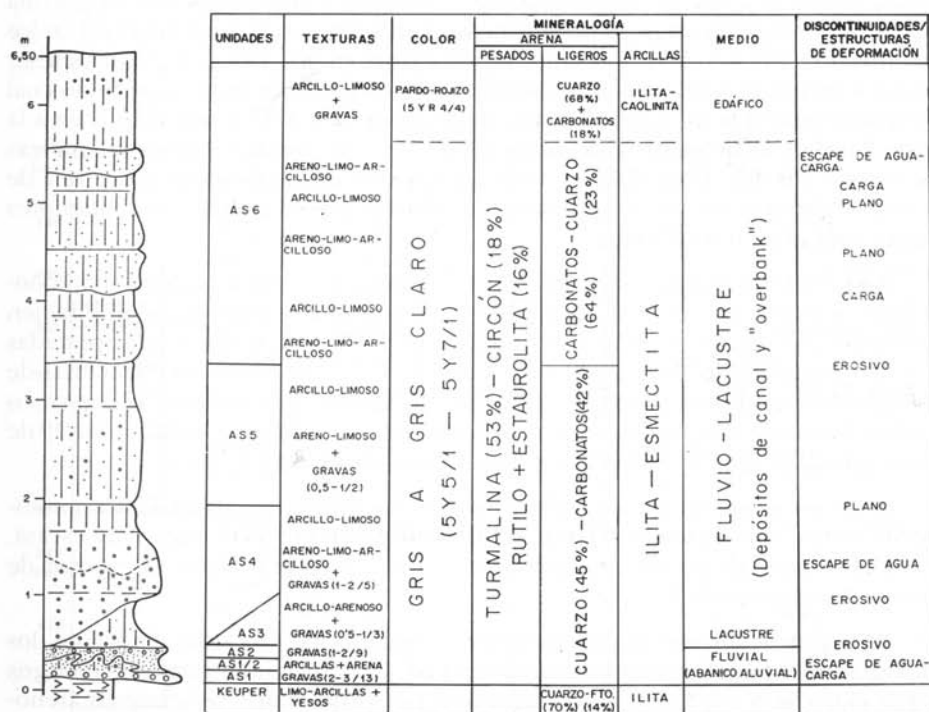 m
6,50
6
5
4
3
2
1
0
UNIDADES
TEXTURAS
COLOR
MINERALOGÍA
ARENA
PESADOS
LIGEROS
ARCILLAS
MEDIO
DISCONTINUIDADES/
ESTRUCTURAS
DE DEFORMACIÓN
ARCILLO-LIMOSO
+
GRAVAS
PARDO-ROJIZO
(5 Y R 4/4)
CUARZO
(68%)
+
CARBONATOS
(18%)
ILITA-
CAOLINITA
EDÁFICO
AS6
ARENO-LIMO-AR-
CILLOSO
ARCILLO-LIMOSO
ARENO-LIMO-AR-
CILLOSO
ARCILLO-LIMOSO
ARENO-LIMO-AR-
CILLOSO
AS5
ARCILLO-LIMOSO
ARENO-LIMOSO
+
GRAVAS
(0,5-1/2)
AS4
ARCILLO-LIMOSO
ARENO-LIMO-AR-
CILLOSO
+
GRAVAS (1-2/5)
AS3
ARCILLO-ARENOSO
+
GRAVAS (0'5-1/3)
AS2
GRAVAS (1-2/9)
AS1/2
ARCILLAS+ARENA
AS1
GRAVAS(2-3/13)
KEUPER
LIMO-ARCILLAS +
YESOS
GRIS A GRIS CLARO
(5Y5/1 — 5Y7/1)
TURMALINA (53%) — CIRCÓN (18%)
RUTILO + ESTAUROLITA (16%)
CARBONATOS-CUARZO
(64%) (23%)
CUARZO (45%) -CARBONATOS(42%)
CUARZO-FTO.
(70%) (14%)
ILITA — ESMECTITA
ILITA
FLUVIO-LACUSTRE
(Depósitos de canal y "overbank")
LACUSTRE
FLUVIAL
(ABANICO ALUVIAL)
ESCAPE DE AGUA-
CARGA
CARGA
PLANO
PLANO
CARGA
EROSIVO
PLANO
ESCAPE DE AGUA
EROSIVO
EROSIVO
ESCAPE DE AGUA-
CARGA